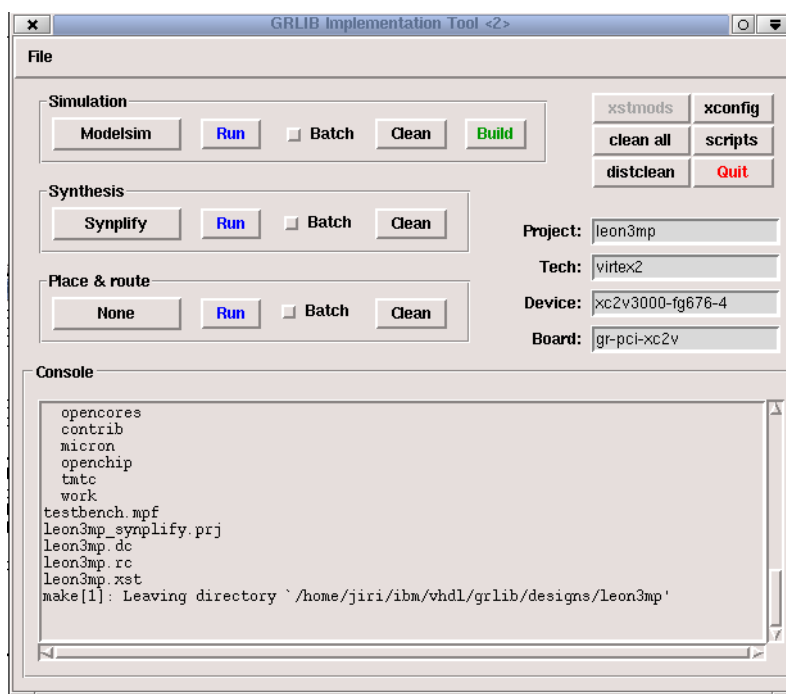 GRLIB Implementation Tool <2>
File
Simulation
Modelsim Run Batch Clean Build
xstmods xconfig
clean all scripts
distclean Quit
Synthesis
Synplify Run Batch Clean
Place & route
None Run Batch Clean
Project: leon3mp
Tech: virtex2
Device: xc2v3000-fg676-4
Board: gr-pci-xc2v
Console
opencores
contrib
micron
openchip
tmtc
work
testbench.mpf
leon3mp_synplify.prj
leon3mp.dc
leon3mp.rc
leon3mp.xst
make[1]: Leaving directory `/home/jiri/ibm/vhdl/grlib/designs/leon3mp'